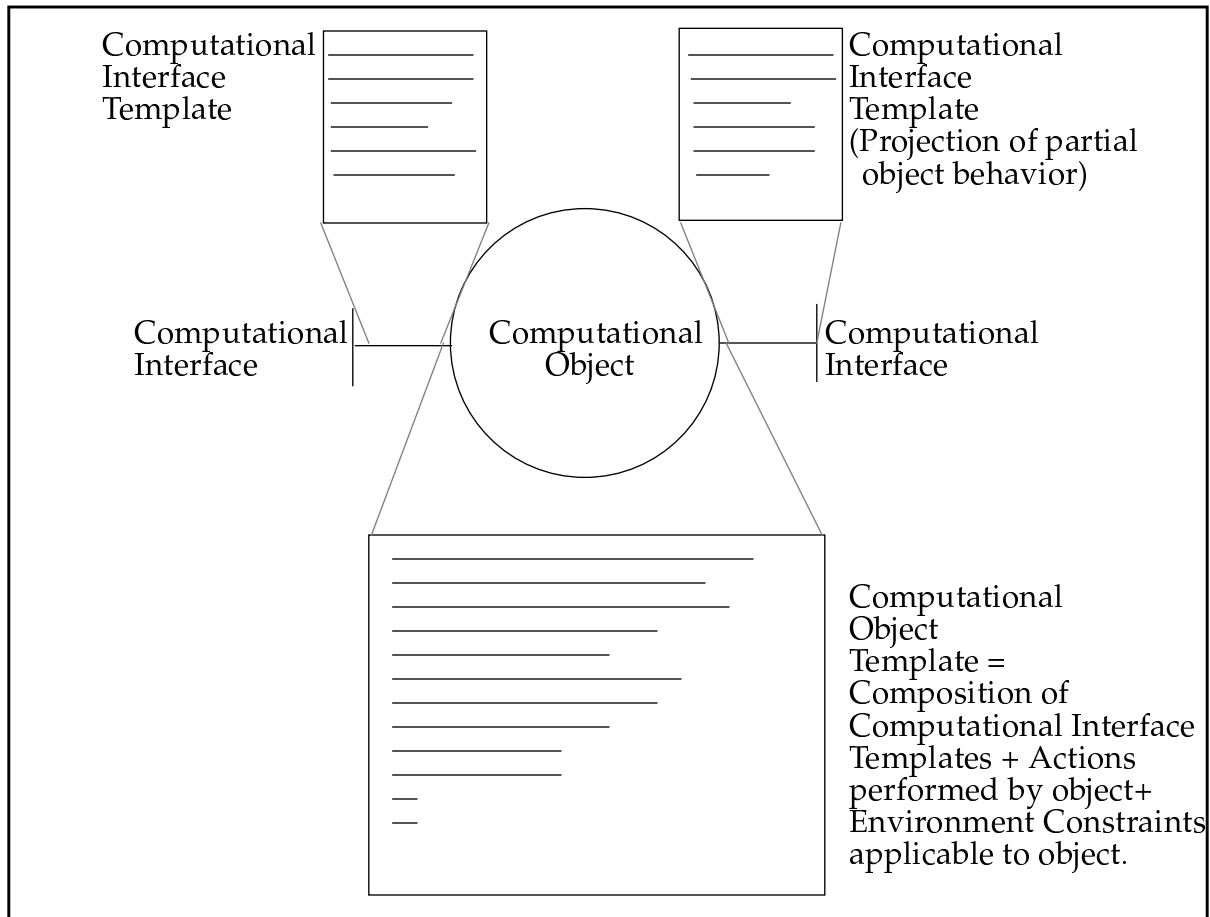 Computational
Interface
Template
Computational
Interface
Template
(Projection of partial
object behavior)
Computational
Interface
Computational
Object
Computational
Interface
Computational
Object
Template =
Composition of
Computational Interface
Templates + Actions
performed by object+
Environment Constraints
applicable to object.